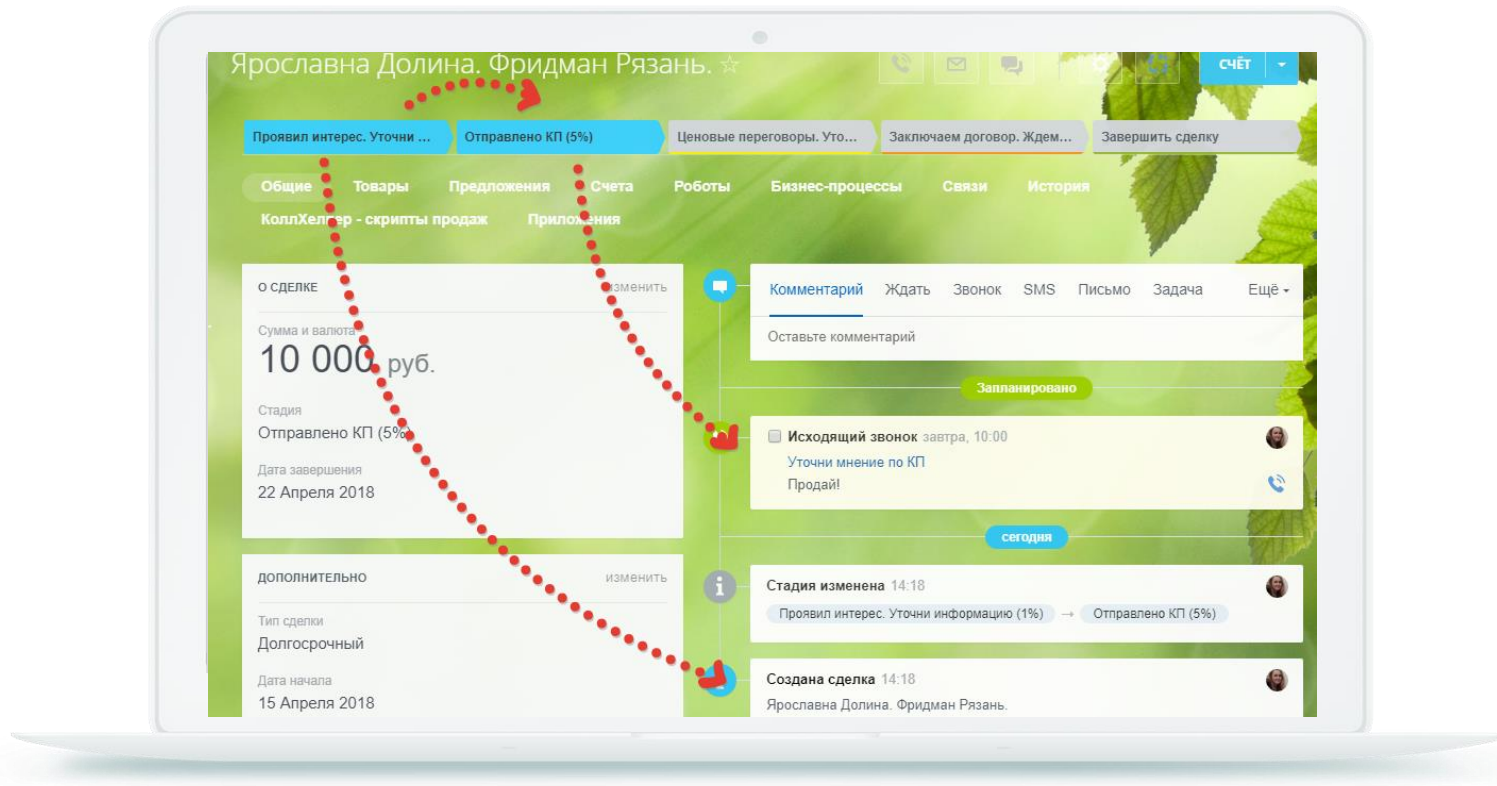 Ярославна Долина. Фридман Рязань.
СЧЁТ
Проявил интерес. Уточни ...
Отправлено КП (5%)
Ценовые переговоры. Уто...
Заключаем договор. Ждем...
Завершить сделку
Общие Товары Предложения Счета Роботы Бизнес-процессы Связи История
КоллХелпер - скрипты продаж Приложения
О СДЕЛКЕ
изменить
Сумма и валюта
10 000 руб.
Стадия
Отправлено КП (5%)
Дата завершения
22 Апреля 2018
ДОПОЛНИТЕЛЬНО
изменить
Тип сделки
Долгосрочный
Дата начала
15 Апреля 2018
Комментарий Ждать Звонок SMS Письмо Задача Ещё
Оставьте комментарий
Запланировано
Исходящий звонок завтра, 10:00
Уточни мнение по КП
Продай!
сегодня
Стадия изменена 14:18
Проявил интерес. Уточни информацию (1%) → Отправлено КП (5%)
Создана сделка 14:18
Ярославна Долина. Фридман Рязань.